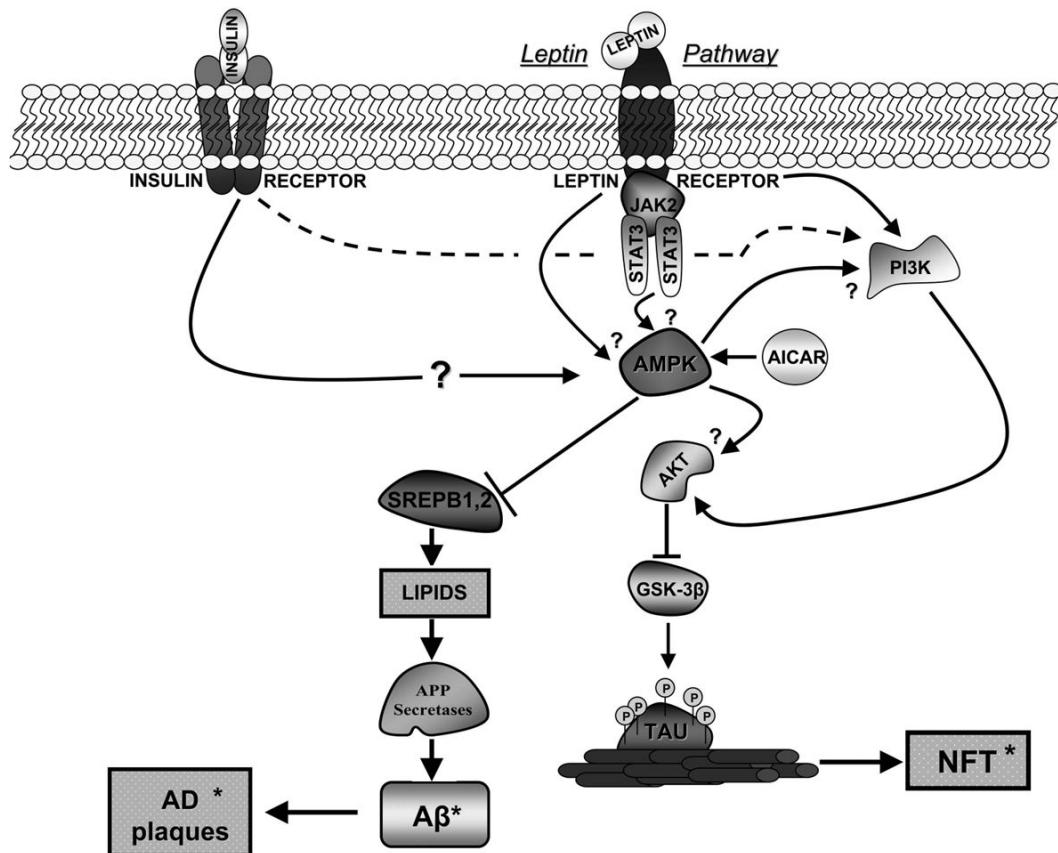 INSULIN
LEPTIN
Leptin Pathway
INSULIN RECEPTOR
LEPTIN RECEPTOR
JAK2
STAT3 STAT3
PI3K
?
?
?
AMPK
AICAR
?
?
AKT
SREPB1,2
LIPIDS
GSK-3β
APP
Secretases
P P P P P
TAU
NFT *
AD *
plaques
Aβ*